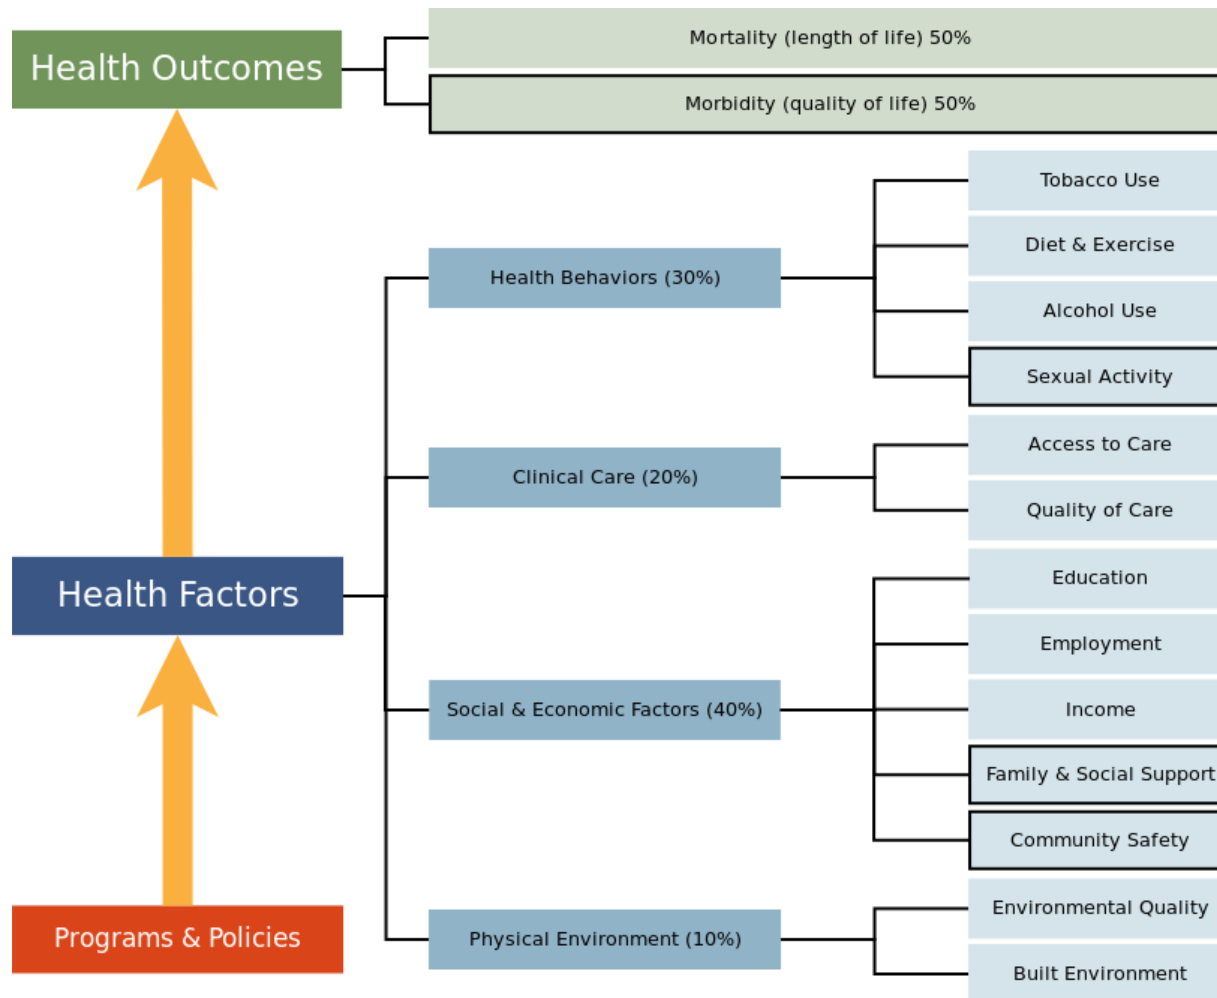 Health Outcomes
Mortality (length of life) 50%
Morbidity (quality of life) 50%
Health Factors
Health Behaviors (30%)
Tobacco Use
Diet & Exercise
Alcohol Use
Sexual Activity
Clinical Care (20%)
Access to Care
Quality of Care
Social & Economic Factors (40%)
Education
Employment
Income
Family & Social Support
Community Safety
Physical Environment (10%)
Environmental Quality
Built Environment
Programs & Policies